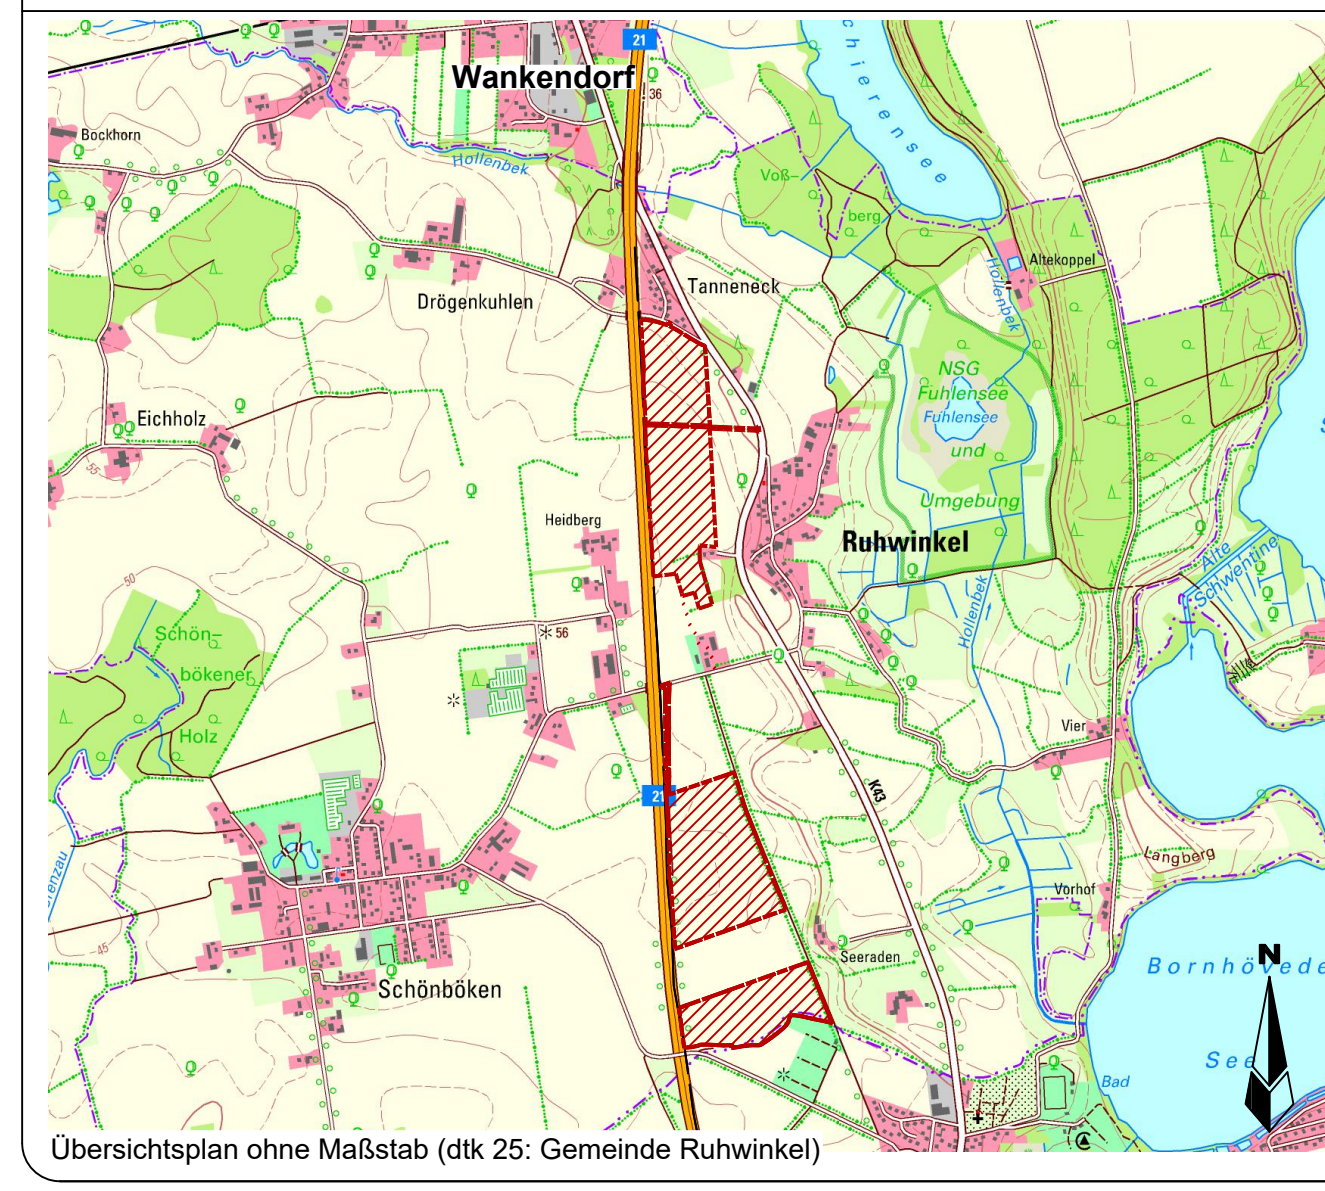 21
Wankendorf
36
Bockhorn
Hollenbek
chierensee
Voß-
berg
Altekoppel
Hollenbek
Tanneneck
Drögenkuhlen
NSG
Fuhlensee
Fuhlensee
und
Umgebung
Eichholz
55
Heidberg
Ruhwinkel
Alte
Schwentine
50
Hollenbek
Schön-
bökener
Holz
56
Vier
21
K43
Langberg
Vorhof
45
Seeraden
Schönböken
N
Bornhövede
See
Bad
Übersichtsplan ohne Maßstab (dtk 25: Gemeinde Ruhwinkel)